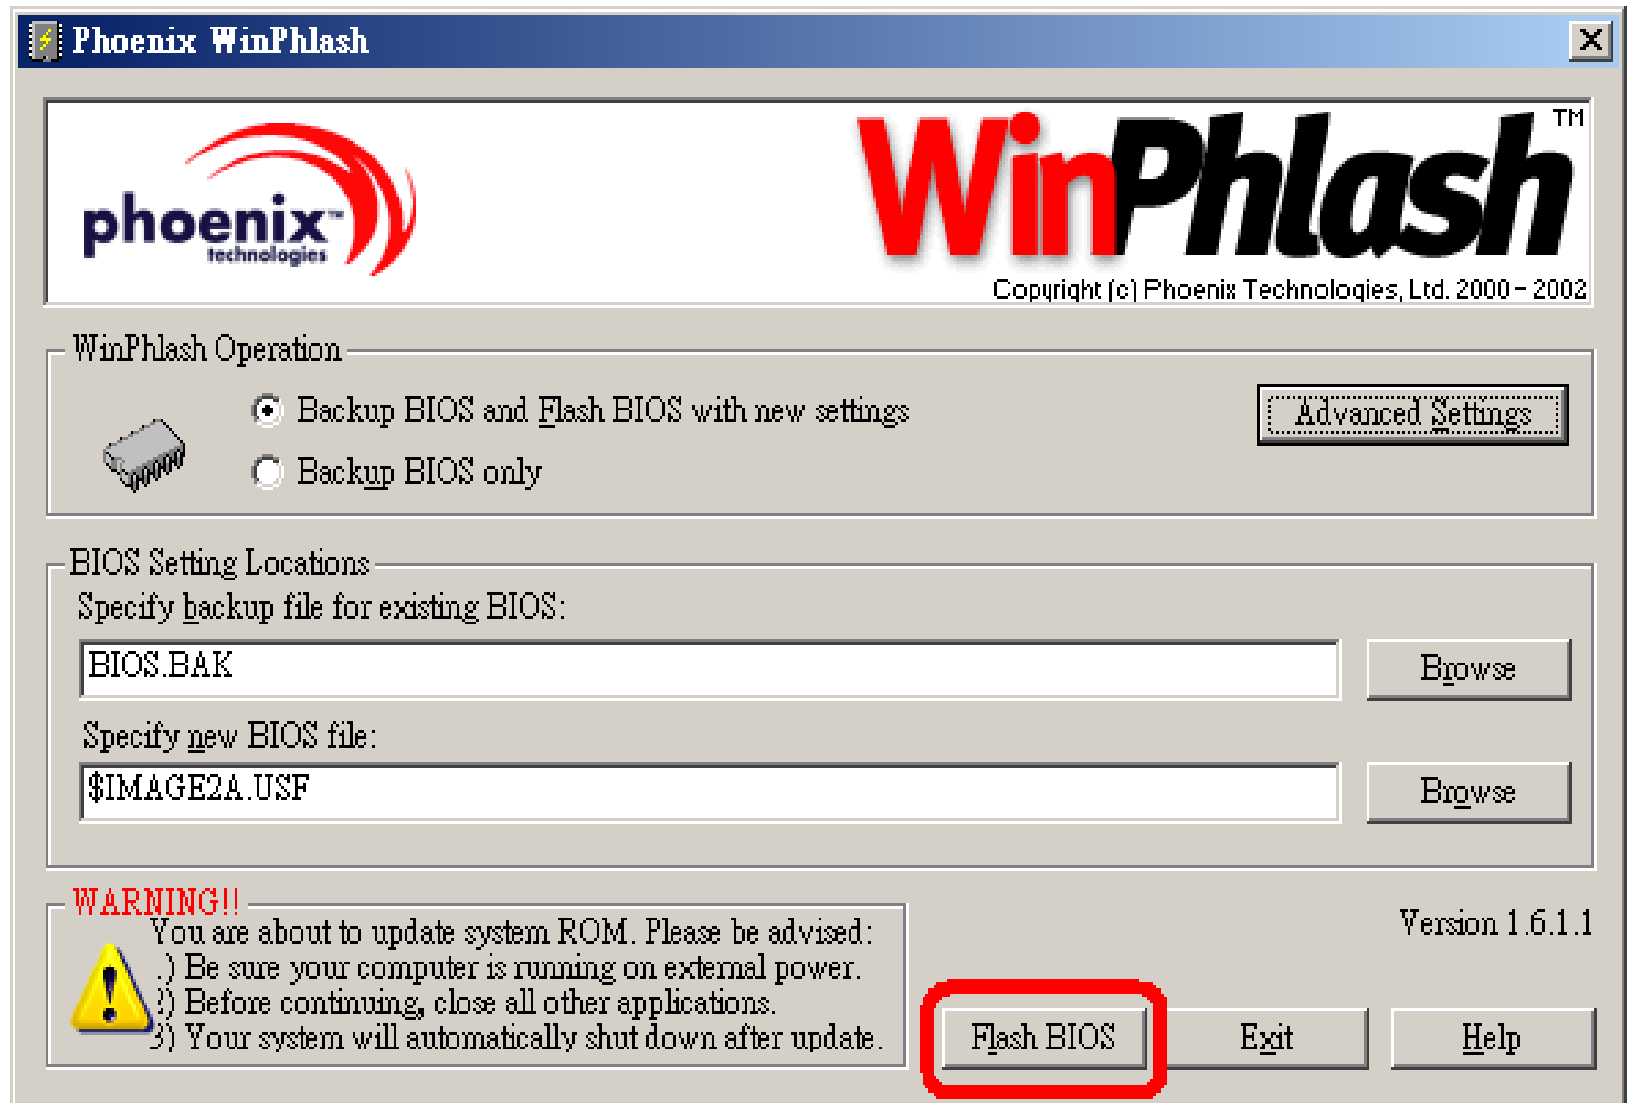 Phoenix WinPhlash
phoenix™
technologies
WinPhlash™
Copyright (c) Phoenix Technologies, Ltd. 2000 - 2002
WinPhlash Operation
Backup BIOS and Flash BIOS with new settings
Advanced Settings
Backup BIOS only
BIOS Setting Locations
Specify backup file for existing BIOS:
BIOS.BAK
Browse
Specify new BIOS file:
$IMAGE2A.USF
Browse
WARNING!!
You are about to update system ROM. Please be advised:
.) Be sure your computer is running on external power.
2) Before continuing, close all other applications.
3) Your system will automatically shut down after update.
Version 1.6.1.1
Flash BIOS
Exit
Help